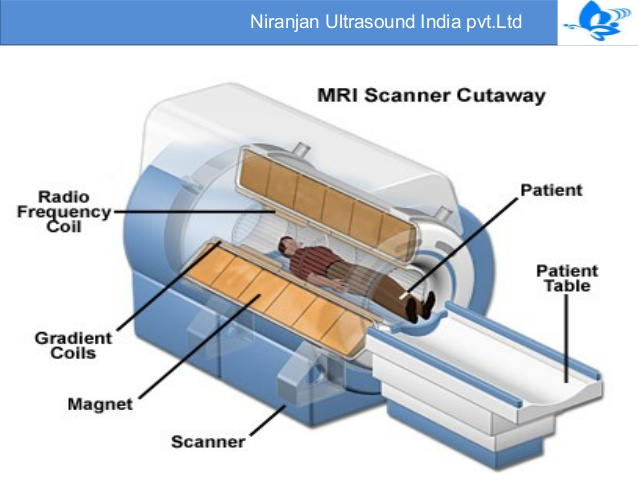 Niranjan Ultrasound India pvt.Ltd
MRI Scanner Cutaway
Radio
Frequency
Coil
Patient
Patient
Table
Gradient
Coils
Magnet
Scanner